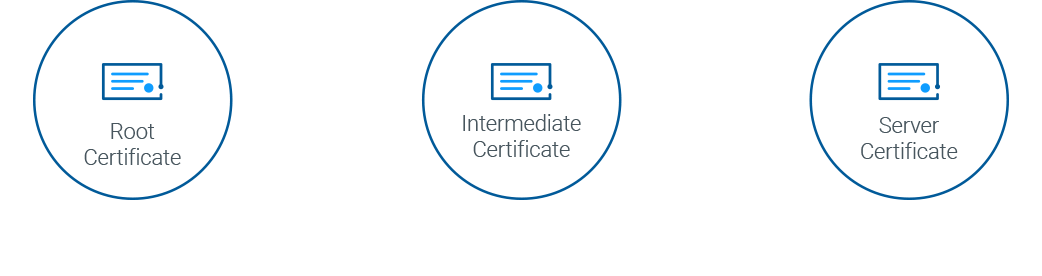 Root
Certificate
Intermediate
Certificate
Server
Certificate